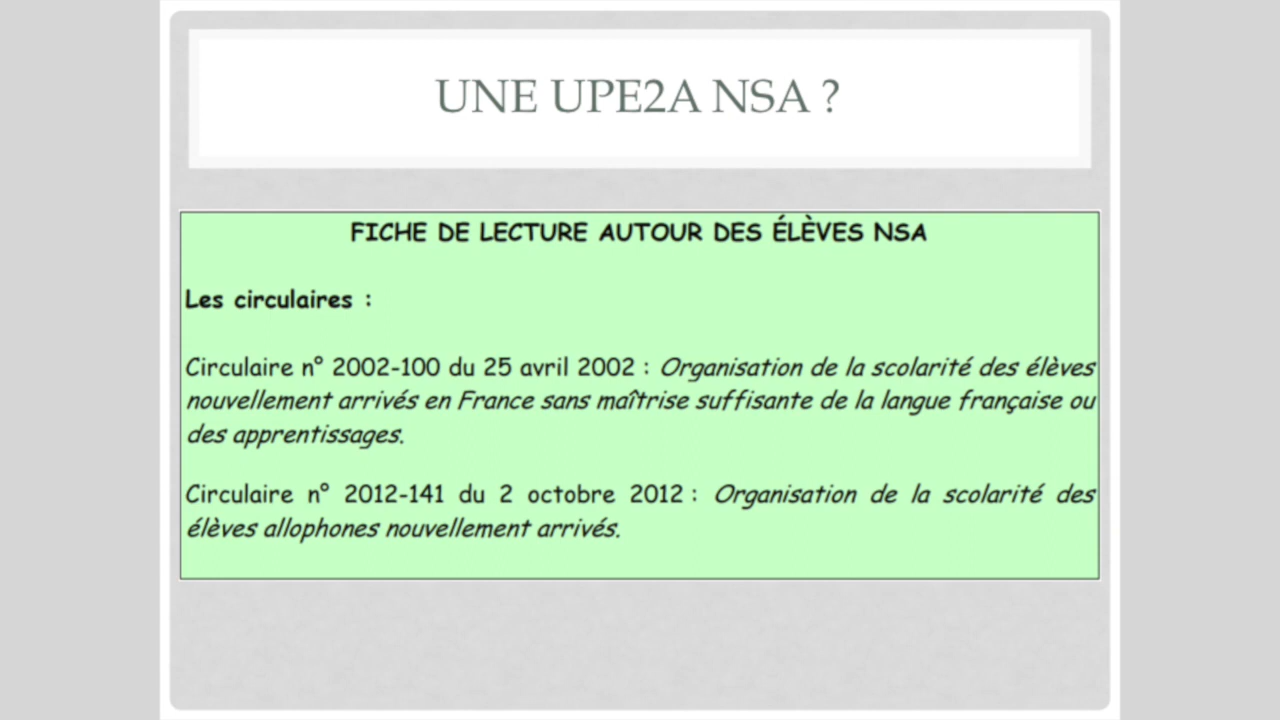 UNE UPE2A NSA ?
FICHE DE LECTURE AUTOUR DES ÉLÈVES NSA
Les circulaires :
Circulaire n° 2002-100 du 25 avril 2002 : Organisation de la scolarité des élèves
nouvellement arrivés en France sans maîtrise suffisante de la langue française ou
des apprentissages.
Circulaire n° 2012-141 du 2 octobre 2012 : Organisation de la scolarité des
élèves allophones nouvellement arrivés.